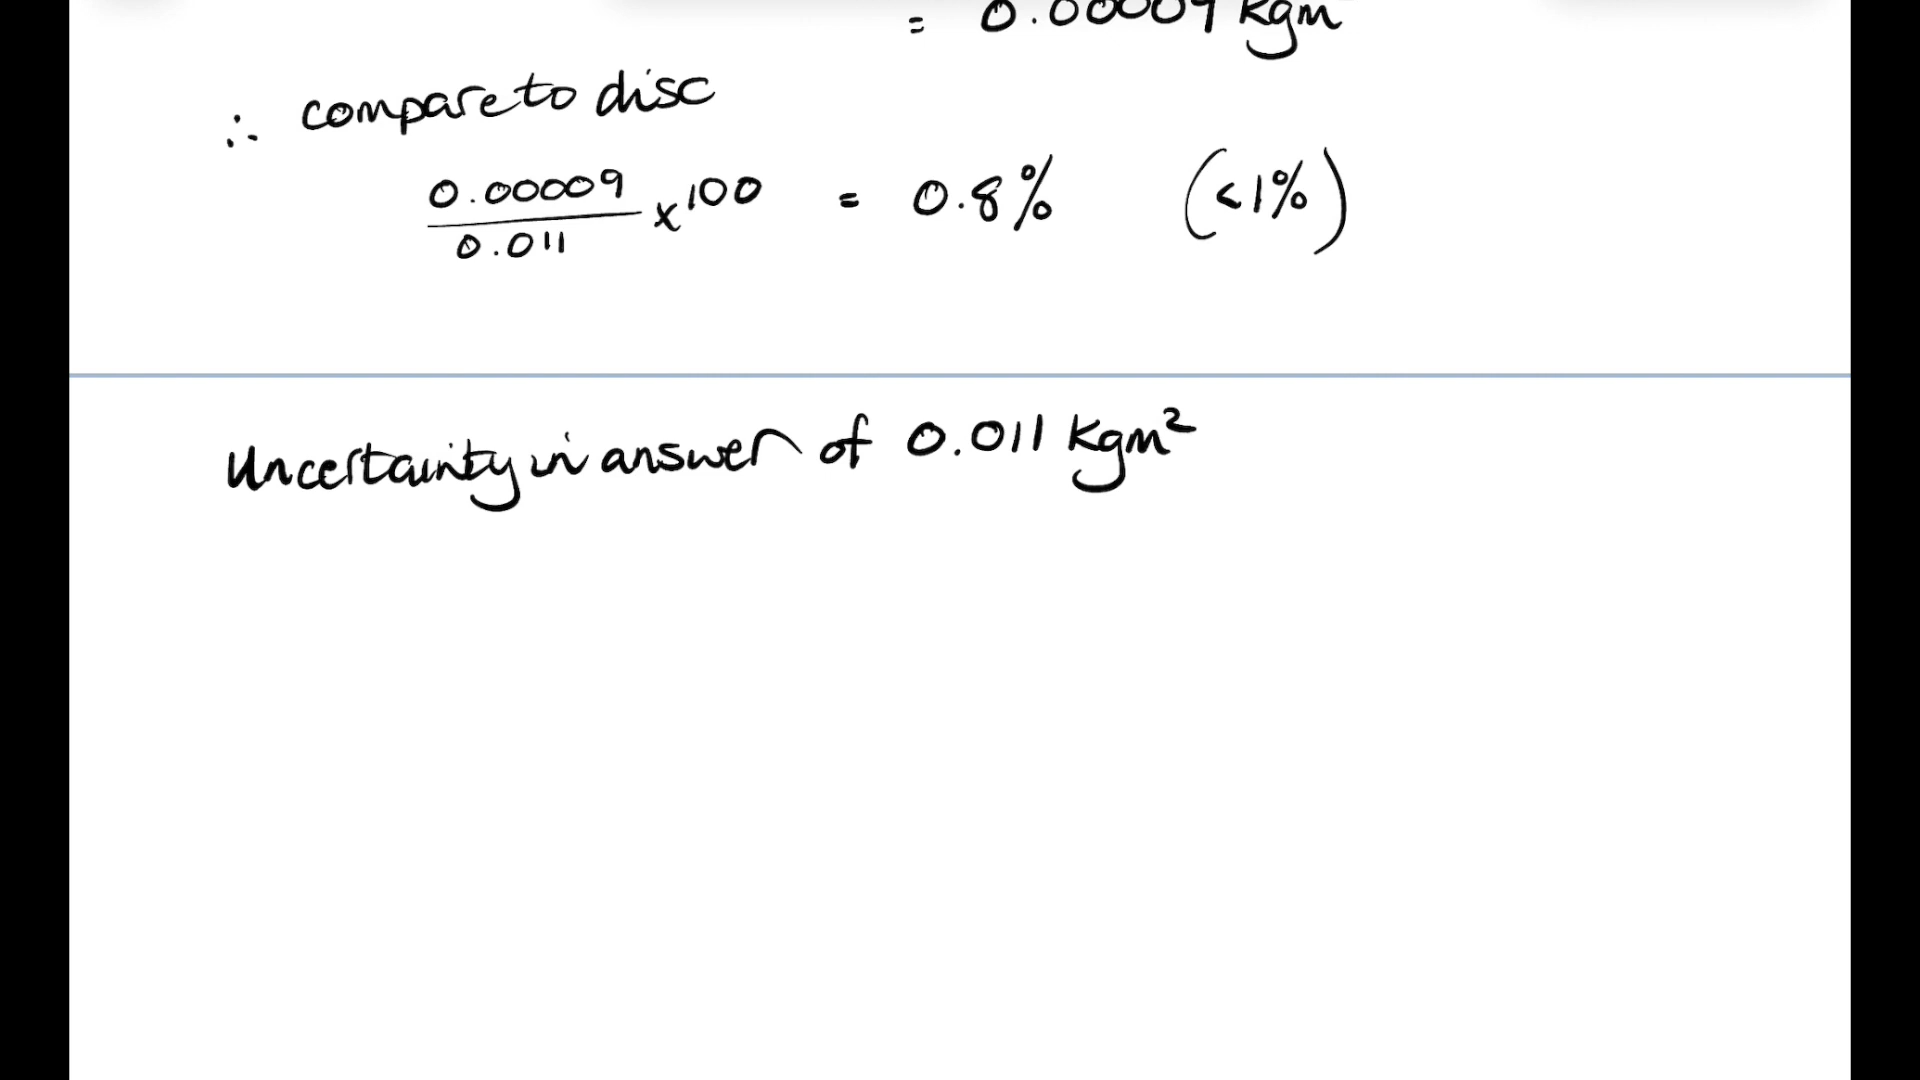 = 0.00009 kgm
∴ compare to disc
0.00009
0.011
x 100 = 0.8% (<1%)
Uncertainty in answer of 0.011 kgm²